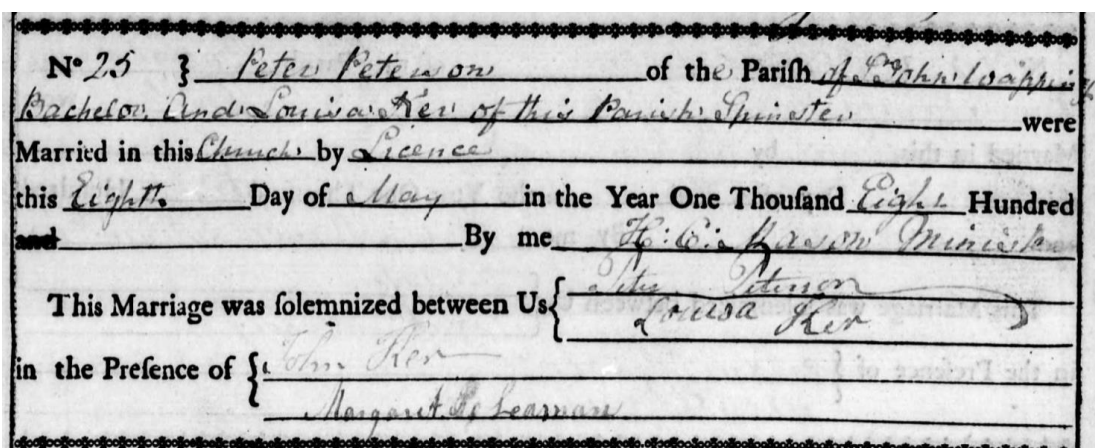 Nº 25 } Peter Peterson of the Pariſh of St John Wapping
Bachelor And Louisa Ker of this Parish Spinster were
Married in this Church by Licence
this Eighth Day of May in the Year One Thouſand Eight Hundred
and By me H: C: Mason Minister
This Marriage was ſolemnized between Us { Peter Peterson
Louisa Ker
in the Preſence of { John Ker
Margaret Seaman